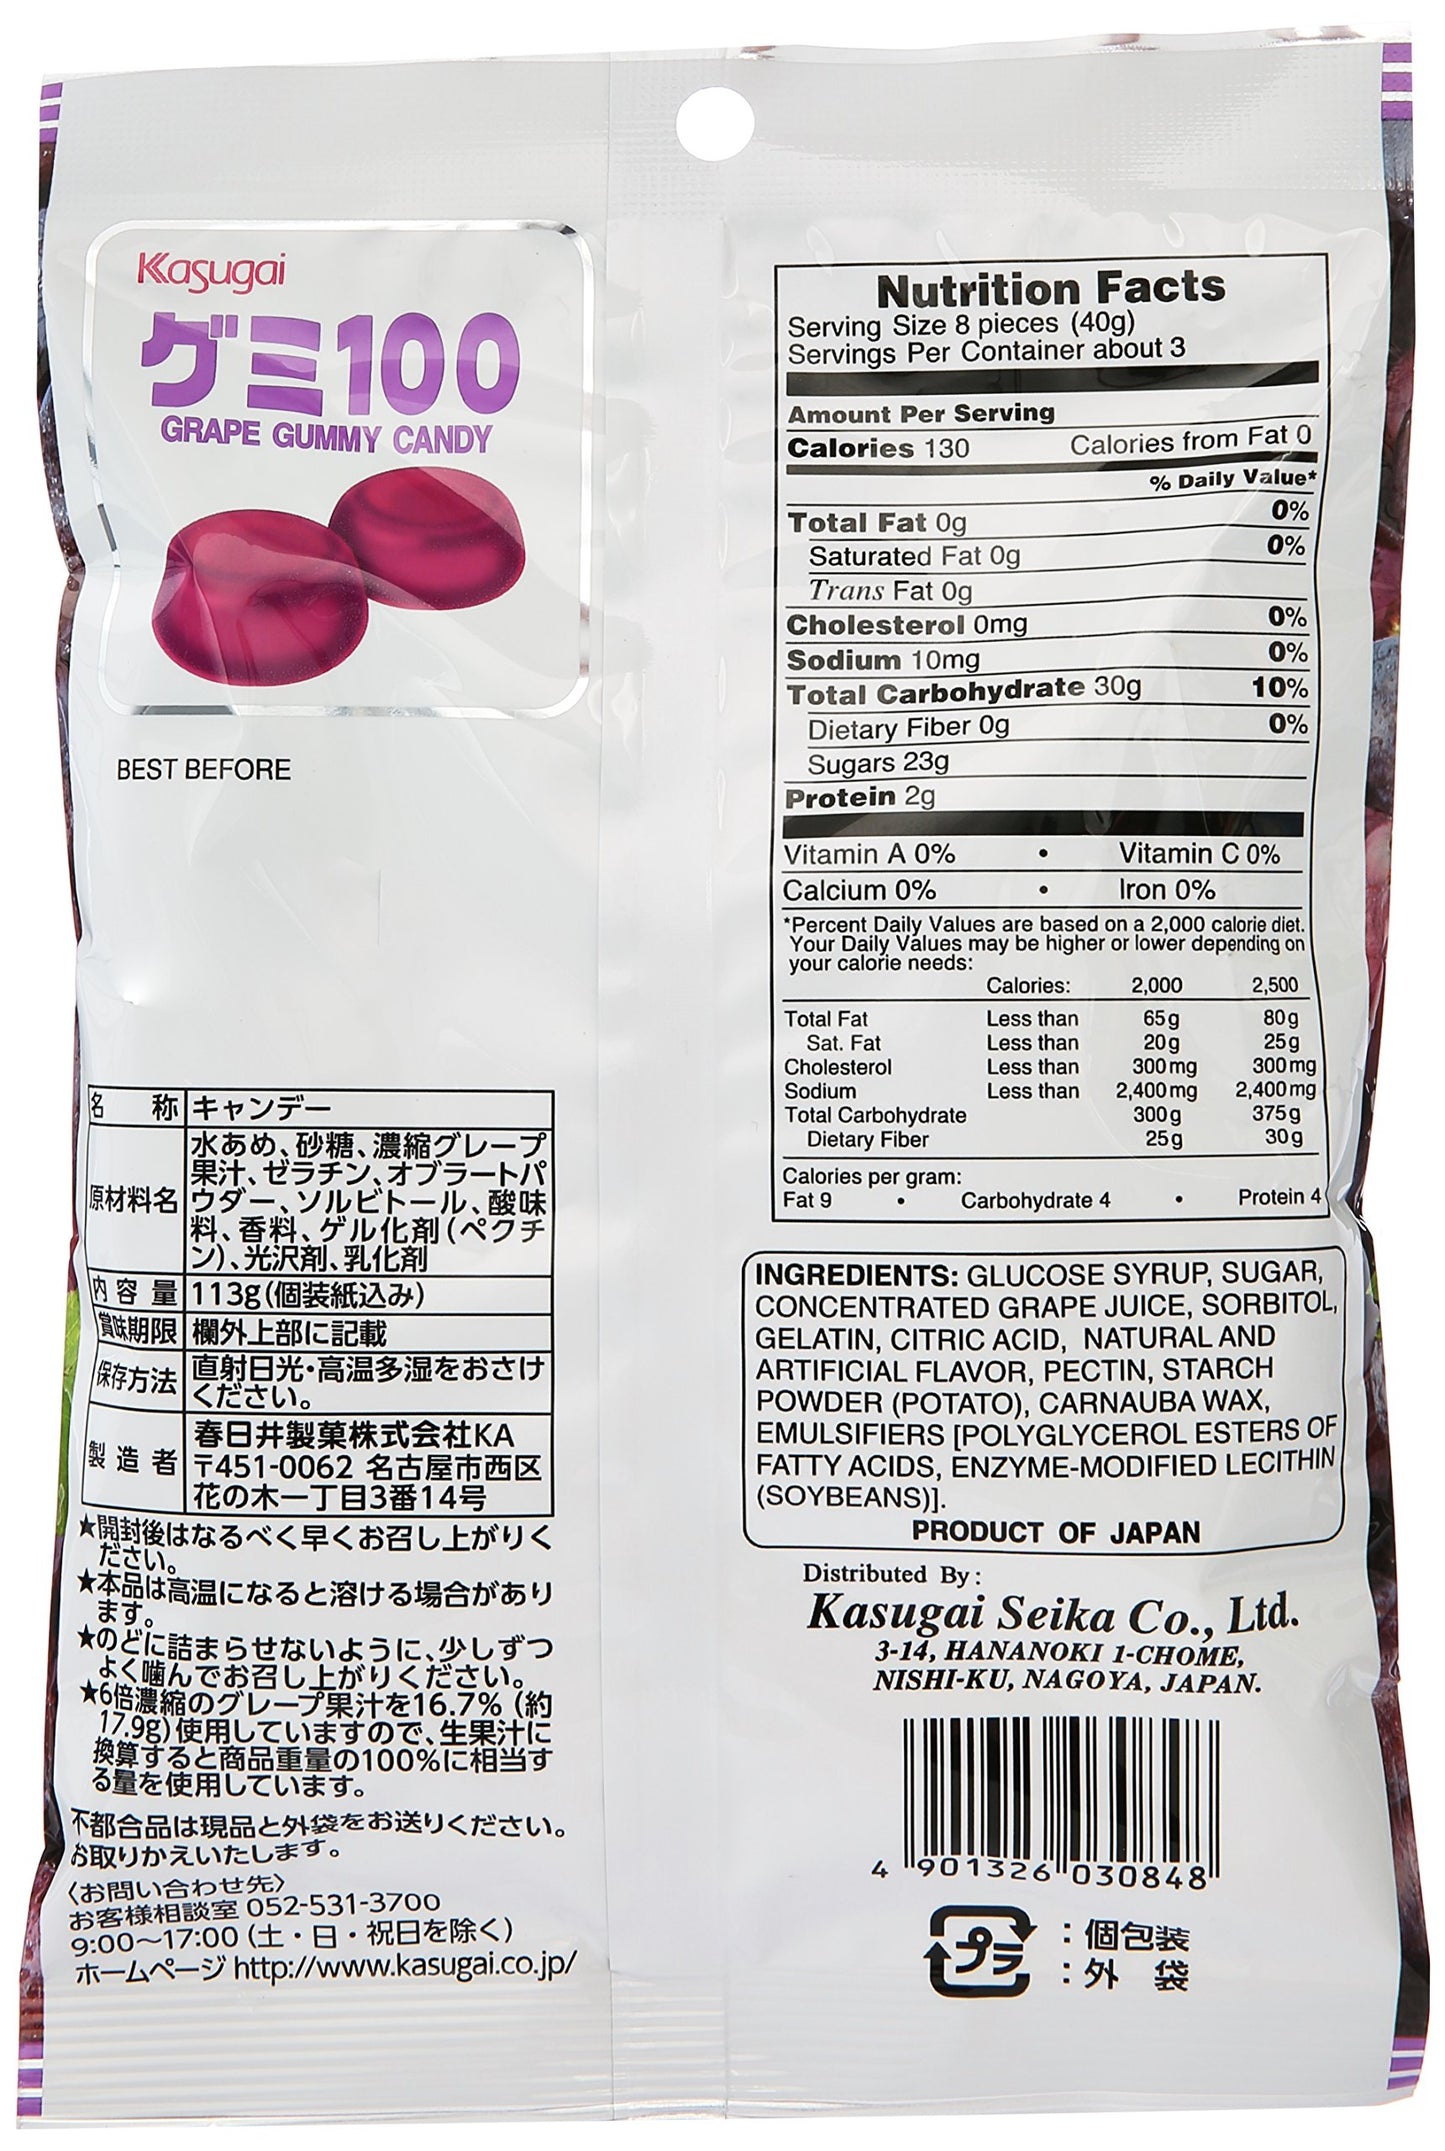 Kasugai
グミ100
GRAPE GUMMY CANDY
BEST BEFORE
名 称 キャンデー
原材料名 水あめ、砂糖、濃縮グレープ
果汁、ゼラチン、オブラートパ
ウダー、ソルビトール、酸味
料、香料、ゲル化剤(ペクチ
ン)、光沢剤、乳化剤
内容量 113g(個装紙込み)
賞味期限 欄外上部に記載
保存方法 直射日光・高温多湿をおさけ
ください。
製造者 春日井製菓株式会社KA
〒451-0062 名古屋市西区
花の木一丁目3番14号
★開封後はなるべく早くお召し上がりく
ださい。
★本品は高温になると溶ける場合があり
ます。
★のどに詰まらせないように、少しずつ
よく噛んでお召し上がりください。
★6倍濃縮のグレープ果汁を16.7% (約
17.9g)使用していますので、生果汁に
換算すると商品重量の100%に相当す
る量を使用しています。
不都合品は現品と外袋をお送りください。
お取りかえいたします。
〈お問い合わせ先〉
お客様相談室 052-531-3700
9:00〜17:00 (土・日・祝日を除く)
ホームページ http://www.kasugai.co.jp/
Nutrition Facts
Serving Size 8 pieces (40g)
Servings Per Container about 3
Amount Per Serving
Calories 130 Calories from Fat 0
% Daily Value*
Total Fat 0g 0%
Saturated Fat 0g 0%
Trans Fat 0g
Cholesterol 0mg 0%
Sodium 10mg 0%
Total Carbohydrate 30g 10%
Dietary Fiber 0g 0%
Sugars 23g
Protein 2g
Vitamin A 0% • Vitamin C 0%
Calcium 0% • Iron 0%
*Percent Daily Values are based on a 2,000 calorie diet.
Your Daily Values may be higher or lower depending on
your calorie needs:
Calories: 2,000 2,500
Total Fat Less than 65g 80g
Sat. Fat Less than 20g 25g
Cholesterol Less than 300mg 300mg
Sodium Less than 2,400mg 2,400mg
Total Carbohydrate 300g 375g
Dietary Fiber 25g 30g
Calories per gram:
Fat 9 • Carbohydrate 4 • Protein 4
INGREDIENTS: GLUCOSE SYRUP, SUGAR,
CONCENTRATED GRAPE JUICE, SORBITOL,
GELATIN, CITRIC ACID, NATURAL AND
ARTIFICIAL FLAVOR, PECTIN, STARCH
POWDER (POTATO), CARNAUBA WAX,
EMULSIFIERS [POLYGLYCEROL ESTERS OF
FATTY ACIDS, ENZYME-MODIFIED LECITHIN
(SOYBEANS)].
PRODUCT OF JAPAN
Distributed By:
Kasugai Seika Co., Ltd.
3-14, HANANOKI 1-CHOME,
NISHI-KU, NAGOYA, JAPAN.
4 901326 030848
プラ :個包装
:外 袋